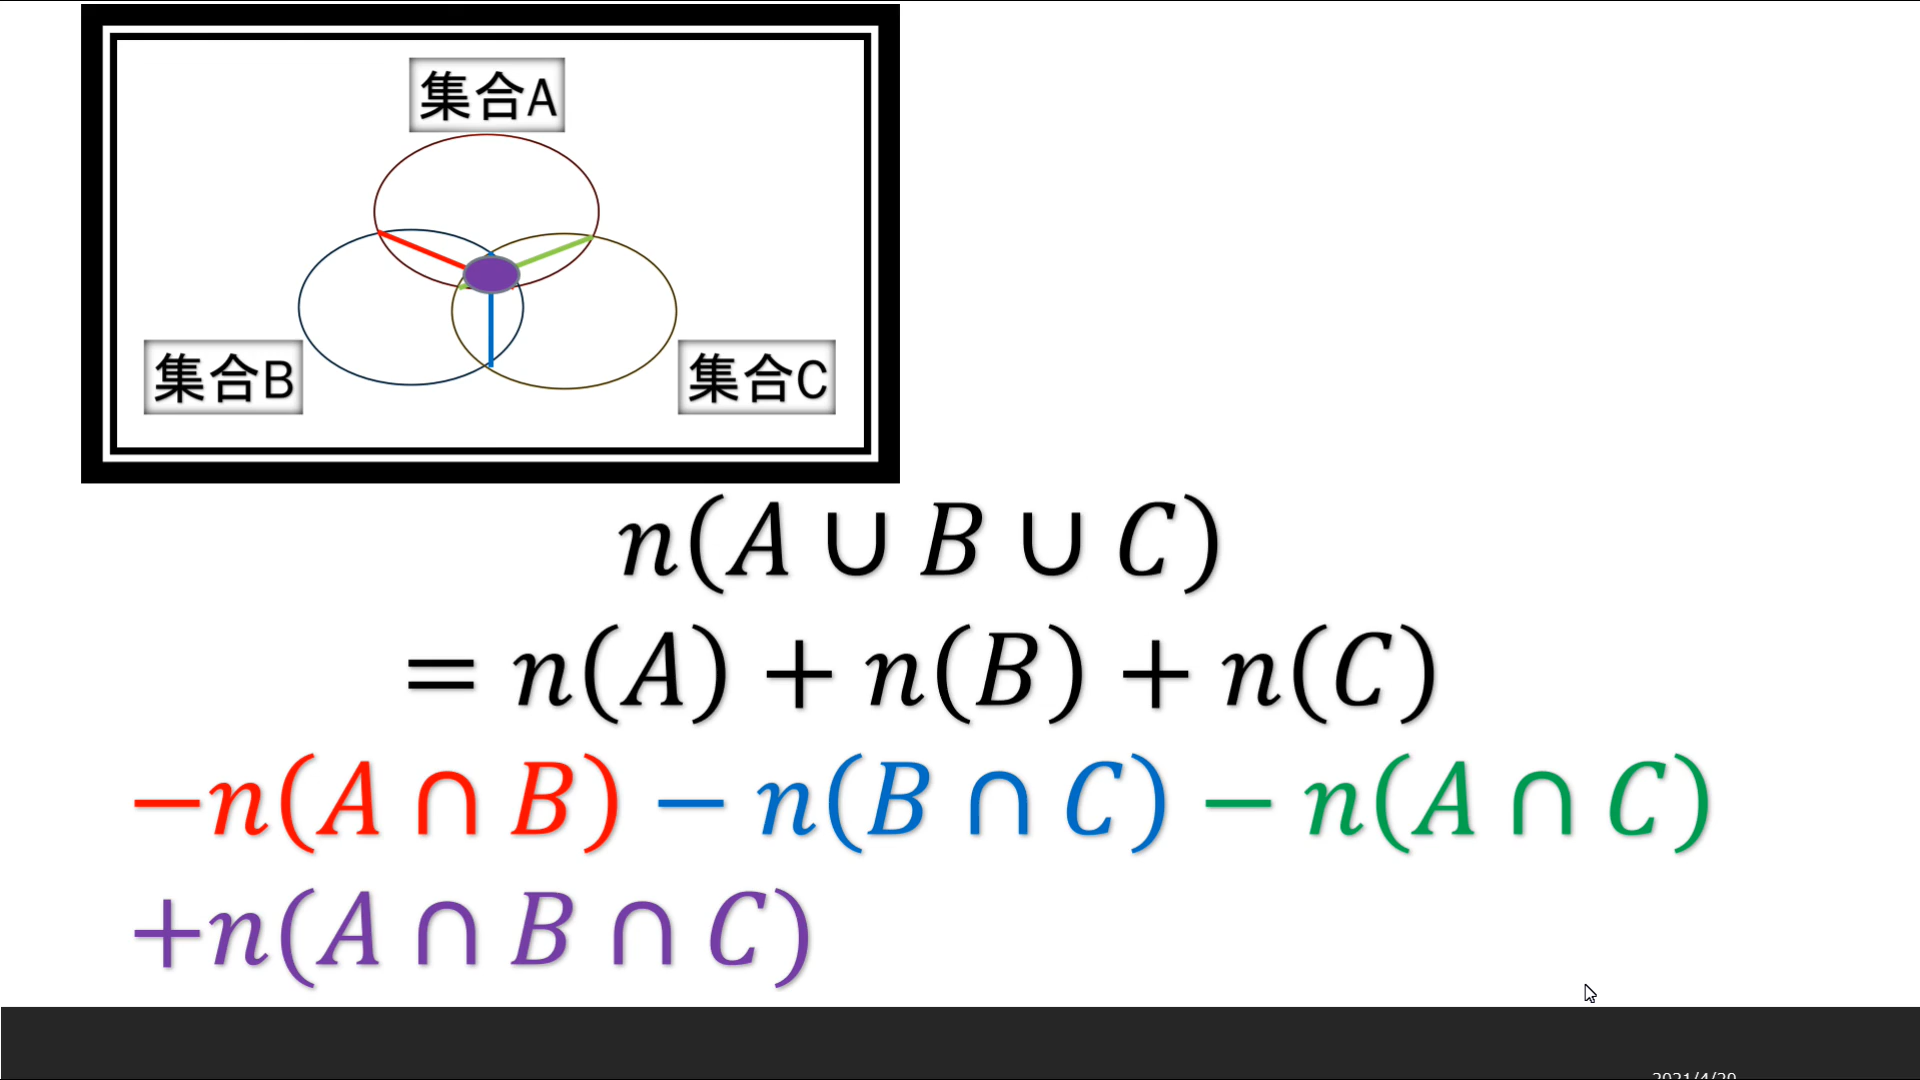 集合A
集合B
集合C
n(A ∪ B ∪ C)
= n(A) + n(B) + n(C)
−n(A ∩ B) − n(B ∩ C) − n(A ∩ C)
+n(A ∩ B ∩ C)